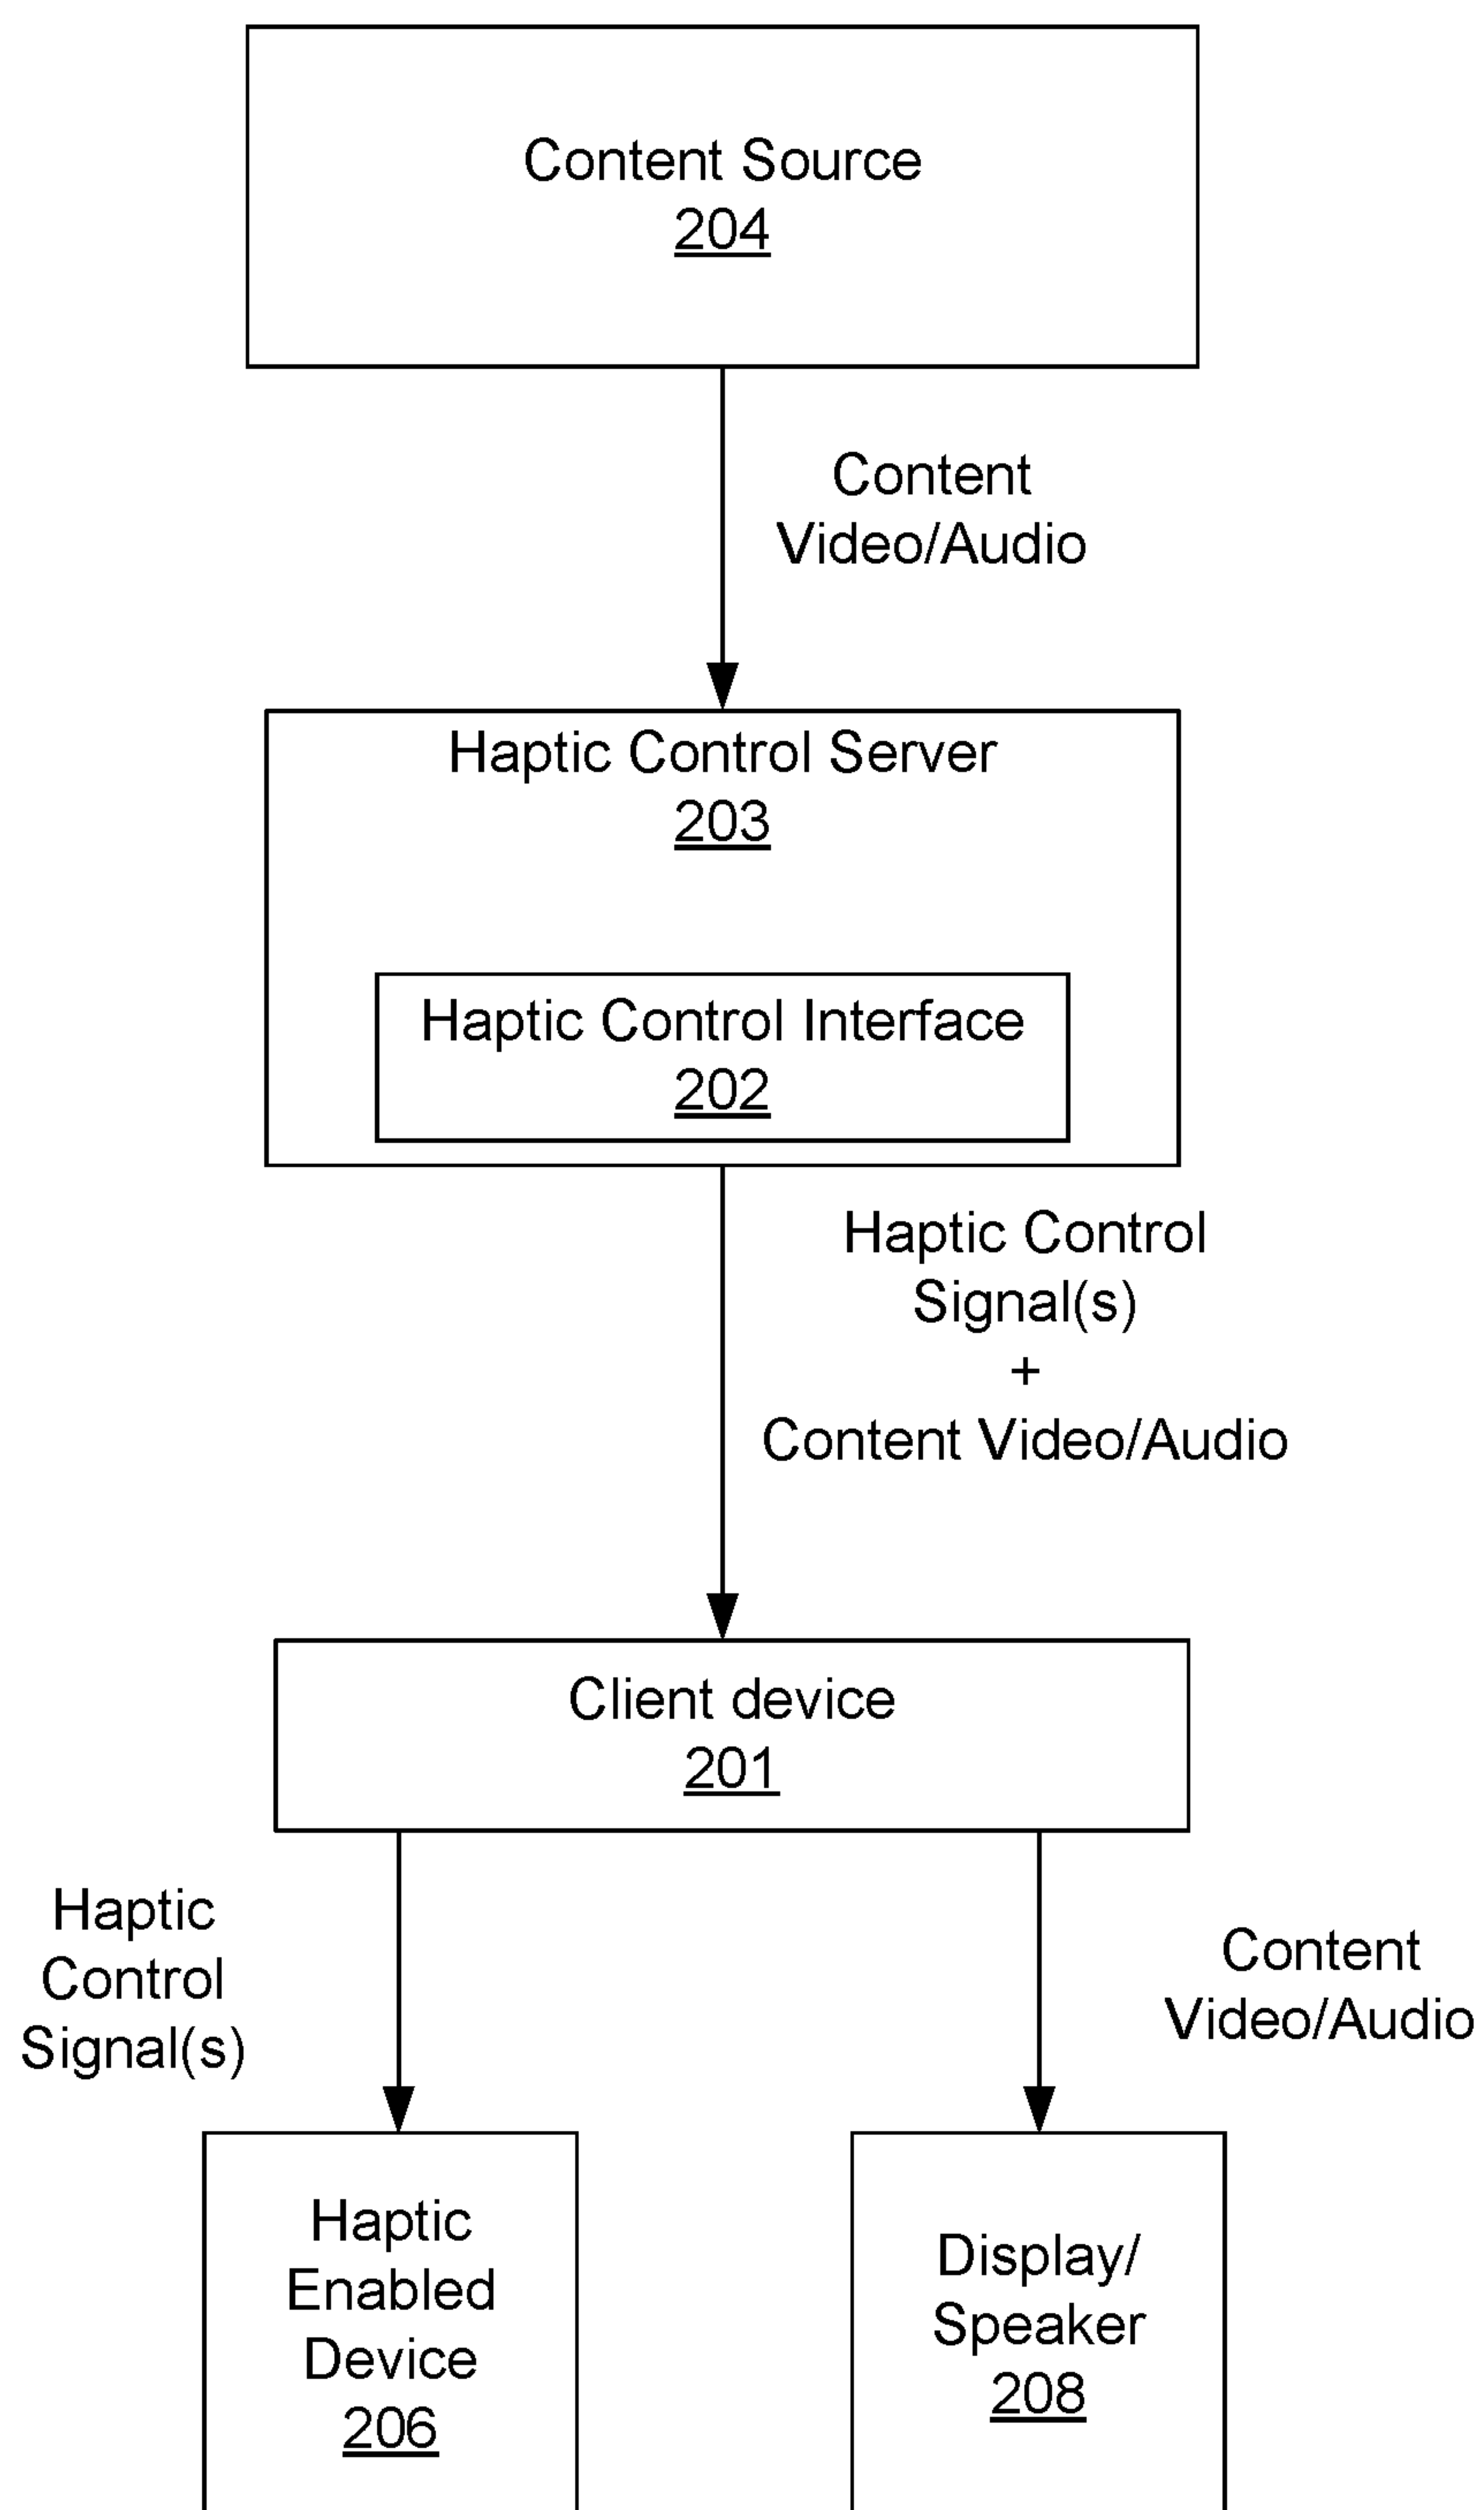 Content Source
204
Content
Video/Audio
Haptic Control Server
203
Haptic Control Interface
202
Haptic Control
Signal(s)
+
Content Video/Audio
Client device
201
Haptic
Control
Signal(s)
Content
Video/Audio
Haptic
Enabled
Device
206
Display/
Speaker
208